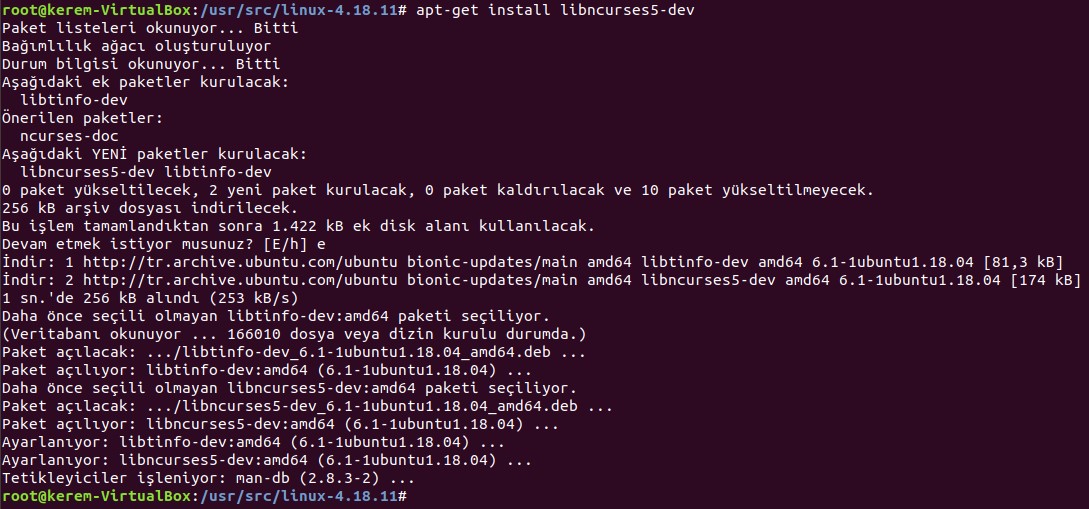 root@kerem-VirtualBox:/usr/src/linux-4.18.11# apt-get install libncurses5-dev
Paket listeleri okunuyor... Bitti
Bağımlılık ağacı oluşturuluyor
Durum bilgisi okunuyor... Bitti
Aşağıdaki ek paketler kurulacak:
  libtinfo-dev
Önerilen paketler:
  ncurses-doc
Aşağıdaki YENİ paketler kurulacak:
  libncurses5-dev libtinfo-dev
0 paket yükseltilecek, 2 yeni paket kurulacak, 0 paket kaldırılacak ve 10 paket yükseltilmeyecek.
256 kB arşiv dosyası indirilecek.
Bu işlem tamamlandıktan sonra 1.422 kB ek disk alanı kullanılacak.
Devam etmek istiyor musunuz? [E/h] e
İndir: 1 http://tr.archive.ubuntu.com/ubuntu bionic-updates/main amd64 libtinfo-dev amd64 6.1-1ubuntu1.18.04 [81,3 kB]
İndir: 2 http://tr.archive.ubuntu.com/ubuntu bionic-updates/main amd64 libncurses5-dev amd64 6.1-1ubuntu1.18.04 [174 kB]
1 sn.'de 256 kB alındı (253 kB/s)
Daha önce seçili olmayan libtinfo-dev:amd64 paketi seçiliyor.
(Veritabanı okunuyor ... 166010 dosya veya dizin kurulu durumda.)
Paket açılacak: .../libtinfo-dev_6.1-1ubuntu1.18.04_amd64.deb ...
Paket açılıyor: libtinfo-dev:amd64 (6.1-1ubuntu1.18.04) ...
Daha önce seçili olmayan libncurses5-dev:amd64 paketi seçiliyor.
Paket açılacak: .../libncurses5-dev_6.1-1ubuntu1.18.04_amd64.deb ...
Paket açılıyor: libncurses5-dev:amd64 (6.1-1ubuntu1.18.04) ...
Ayarlanıyor: libtinfo-dev:amd64 (6.1-1ubuntu1.18.04) ...
Ayarlanıyor: libncurses5-dev:amd64 (6.1-1ubuntu1.18.04) ...
Tetikleyiciler işleniyor: man-db (2.8.3-2) ...
root@kerem-VirtualBox:/usr/src/linux-4.18.11#